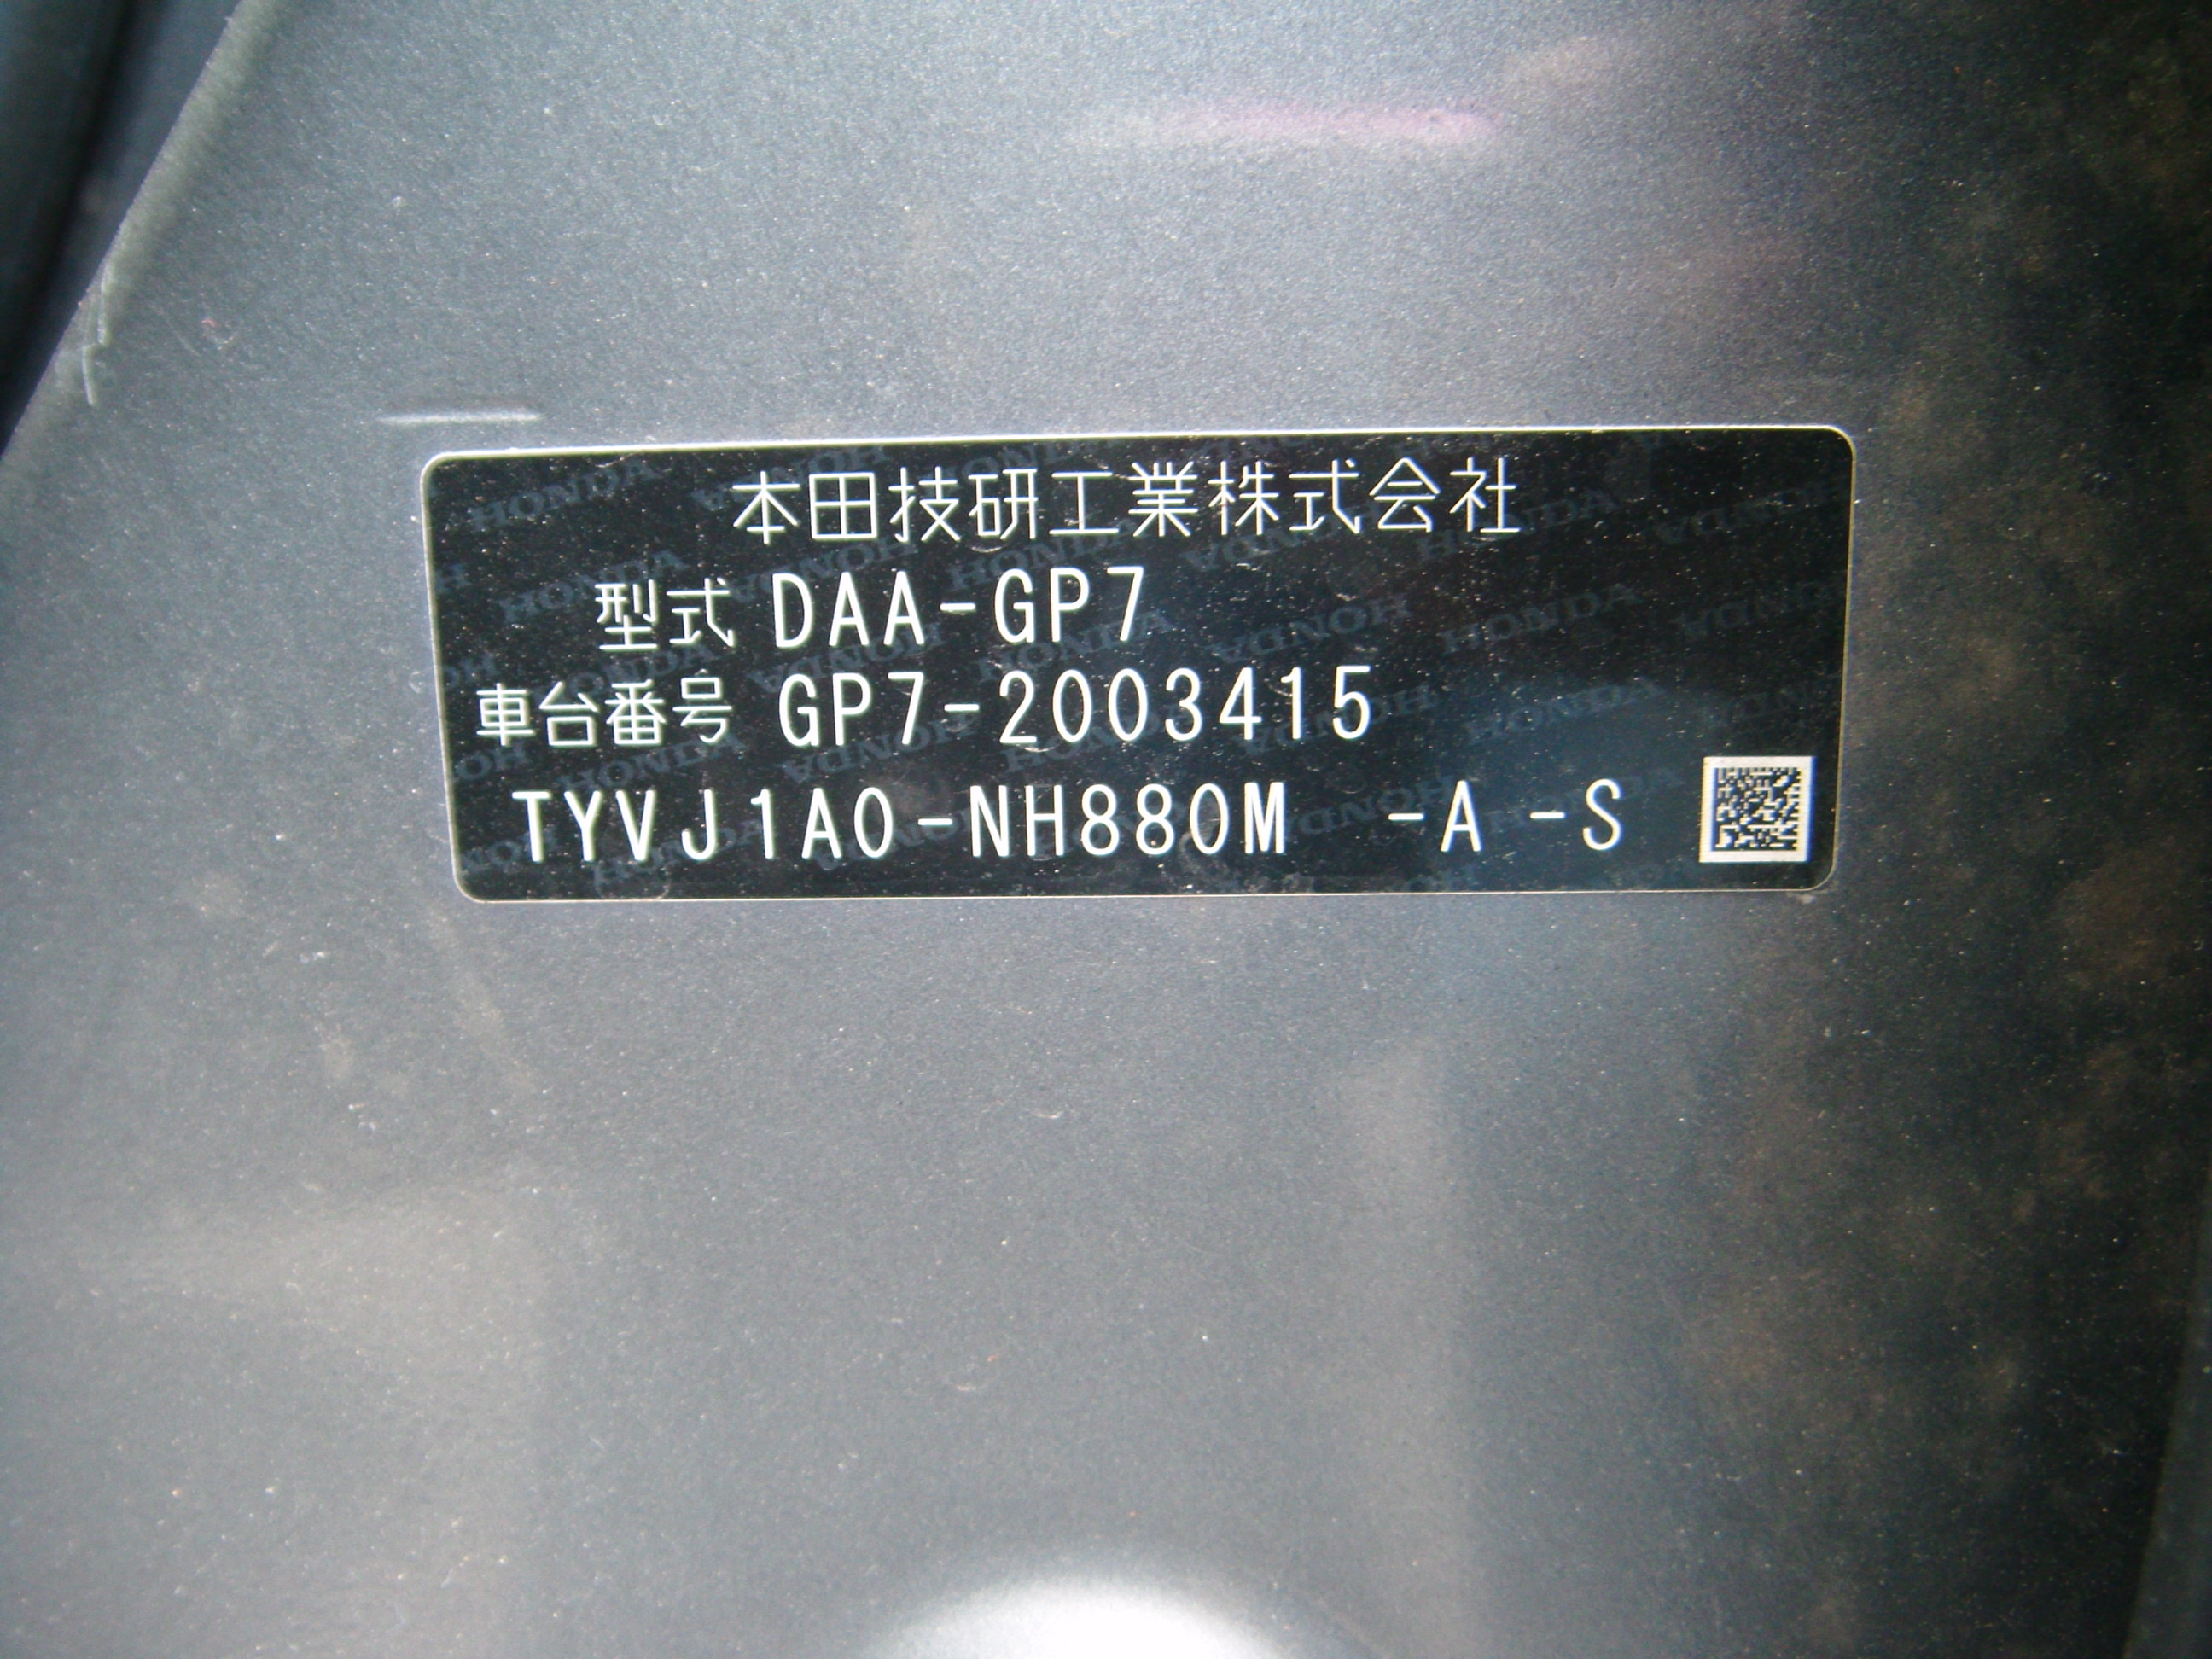 本田技研工業株式会社
型式 DAA-GP7
車台番号 GP7-2003415
TYVJ1A0-NH880M -A -S